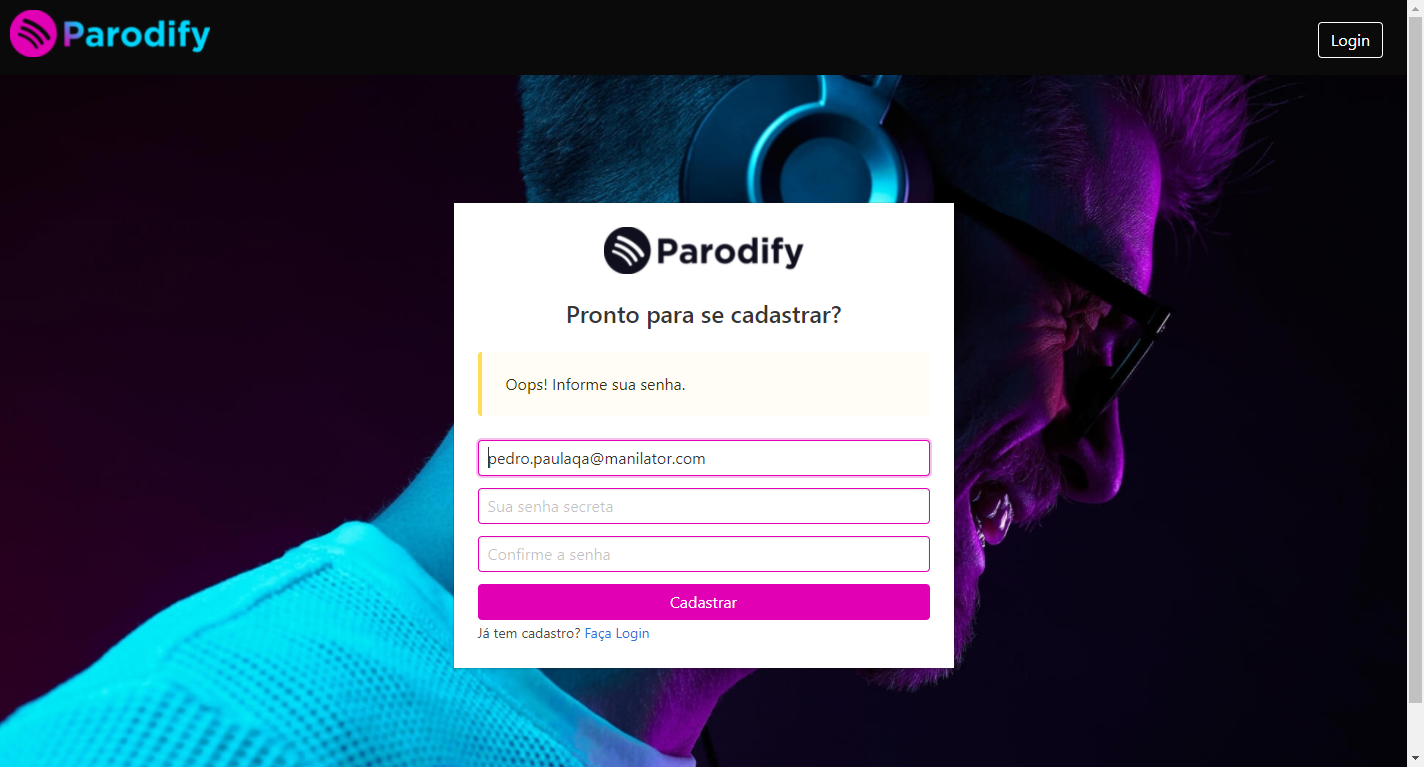 Parodify
Login
Parodify
Pronto para se cadastrar?
Oops! Informe sua senha.
pedro.paulaqa@manilator.com
Sua senha secreta
Confirme a senha
Cadastrar
Já tem cadastro? Faça Login